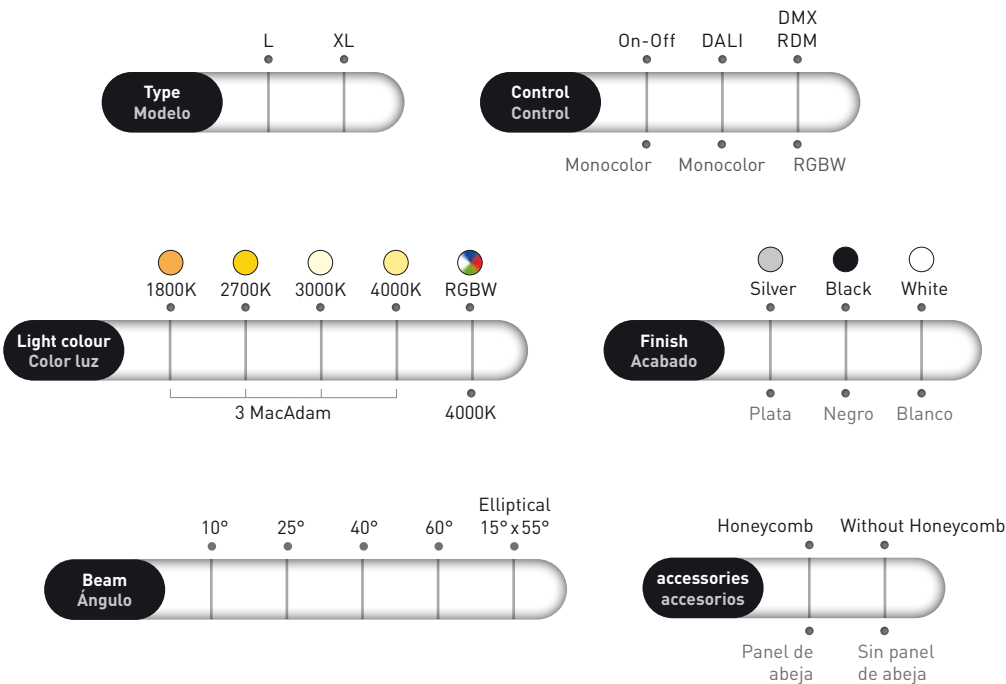 L XL
Type
Modelo
On-Off DALI DMX
RDM
Control
Control
Monocolor Monocolor RGBW
1800K 2700K 3000K 4000K RGBW
Light colour
Color luz
3 MacAdam 4000K
Silver Black White
Finish
Acabado
Plata Negro Blanco
10° 25° 40° 60° Elliptical
15° x 55°
Beam
Ángulo
Honeycomb Without Honeycomb
accessories
accesorios
Panel de
abeja
Sin panel
de abeja